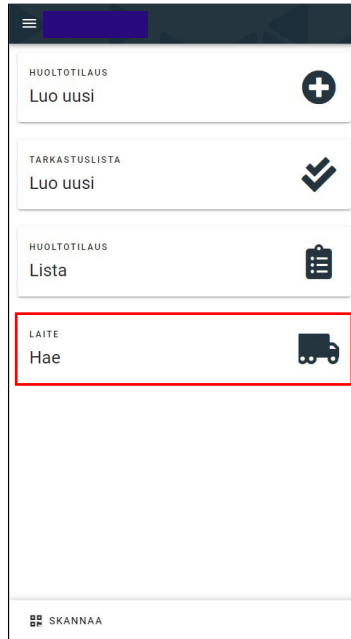 HUOLTOTILAUS
Luo uusi
TARKASTUSLISTA
Luo uusi
HUOLTOTILAUS
Lista
LAITE
Hae
SKANNAA